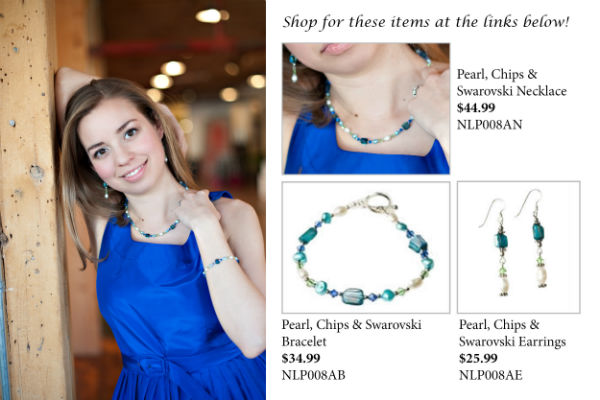 Shop for these items at the links below!
Pearl, Chips &
Swarovski Necklace
$44.99
NLP008AN
Pearl, Chips & Swarovski
Bracelet
$34.99
NLP008AB
Pearl, Chips &
Swarovski Earrings
$25.99
NLP008AE